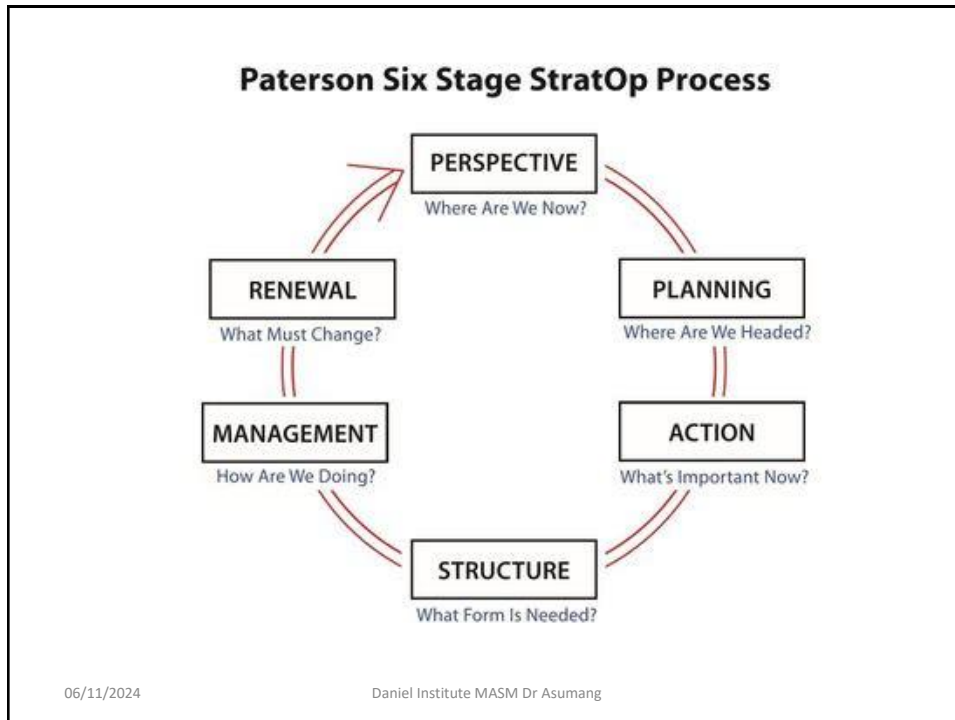 Paterson Six Stage StratOp Process
PERSPECTIVE
Where Are We Now?
PLANNING
Where Are We Headed?
ACTION
What's Important Now?
STRUCTURE
What Form Is Needed?
MANAGEMENT
How Are We Doing?
RENEWAL
What Must Change?
06/11/2024
Daniel Institute MASM Dr Asumang